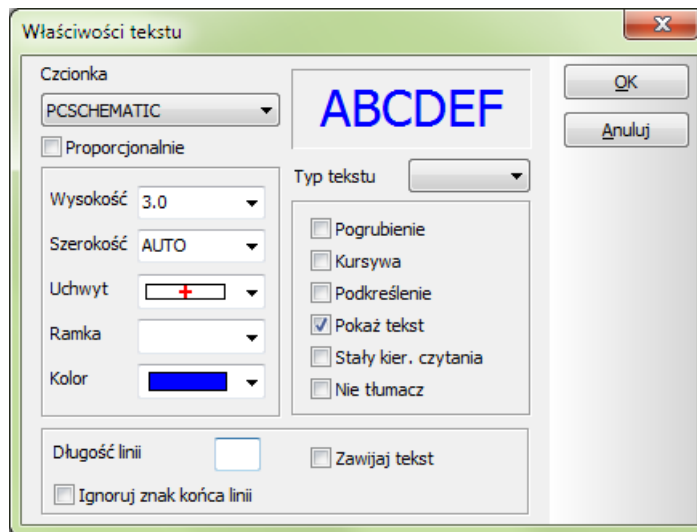 Właściwości tekstu
Czcionka
PCSCHEMATIC
Proporcjonalnie
ABCDEF
OK
Anuluj
Typ tekstu
Wysokość 3.0
Szerokość AUTO
Uchwyt
Ramka
Kolor
Pogrubienie
Kursywa
Podkreślenie
Pokaż tekst
Stały kier. czytania
Nie tłumacz
Długość linii
Zawijaj tekst
Ignoruj znak końca linii